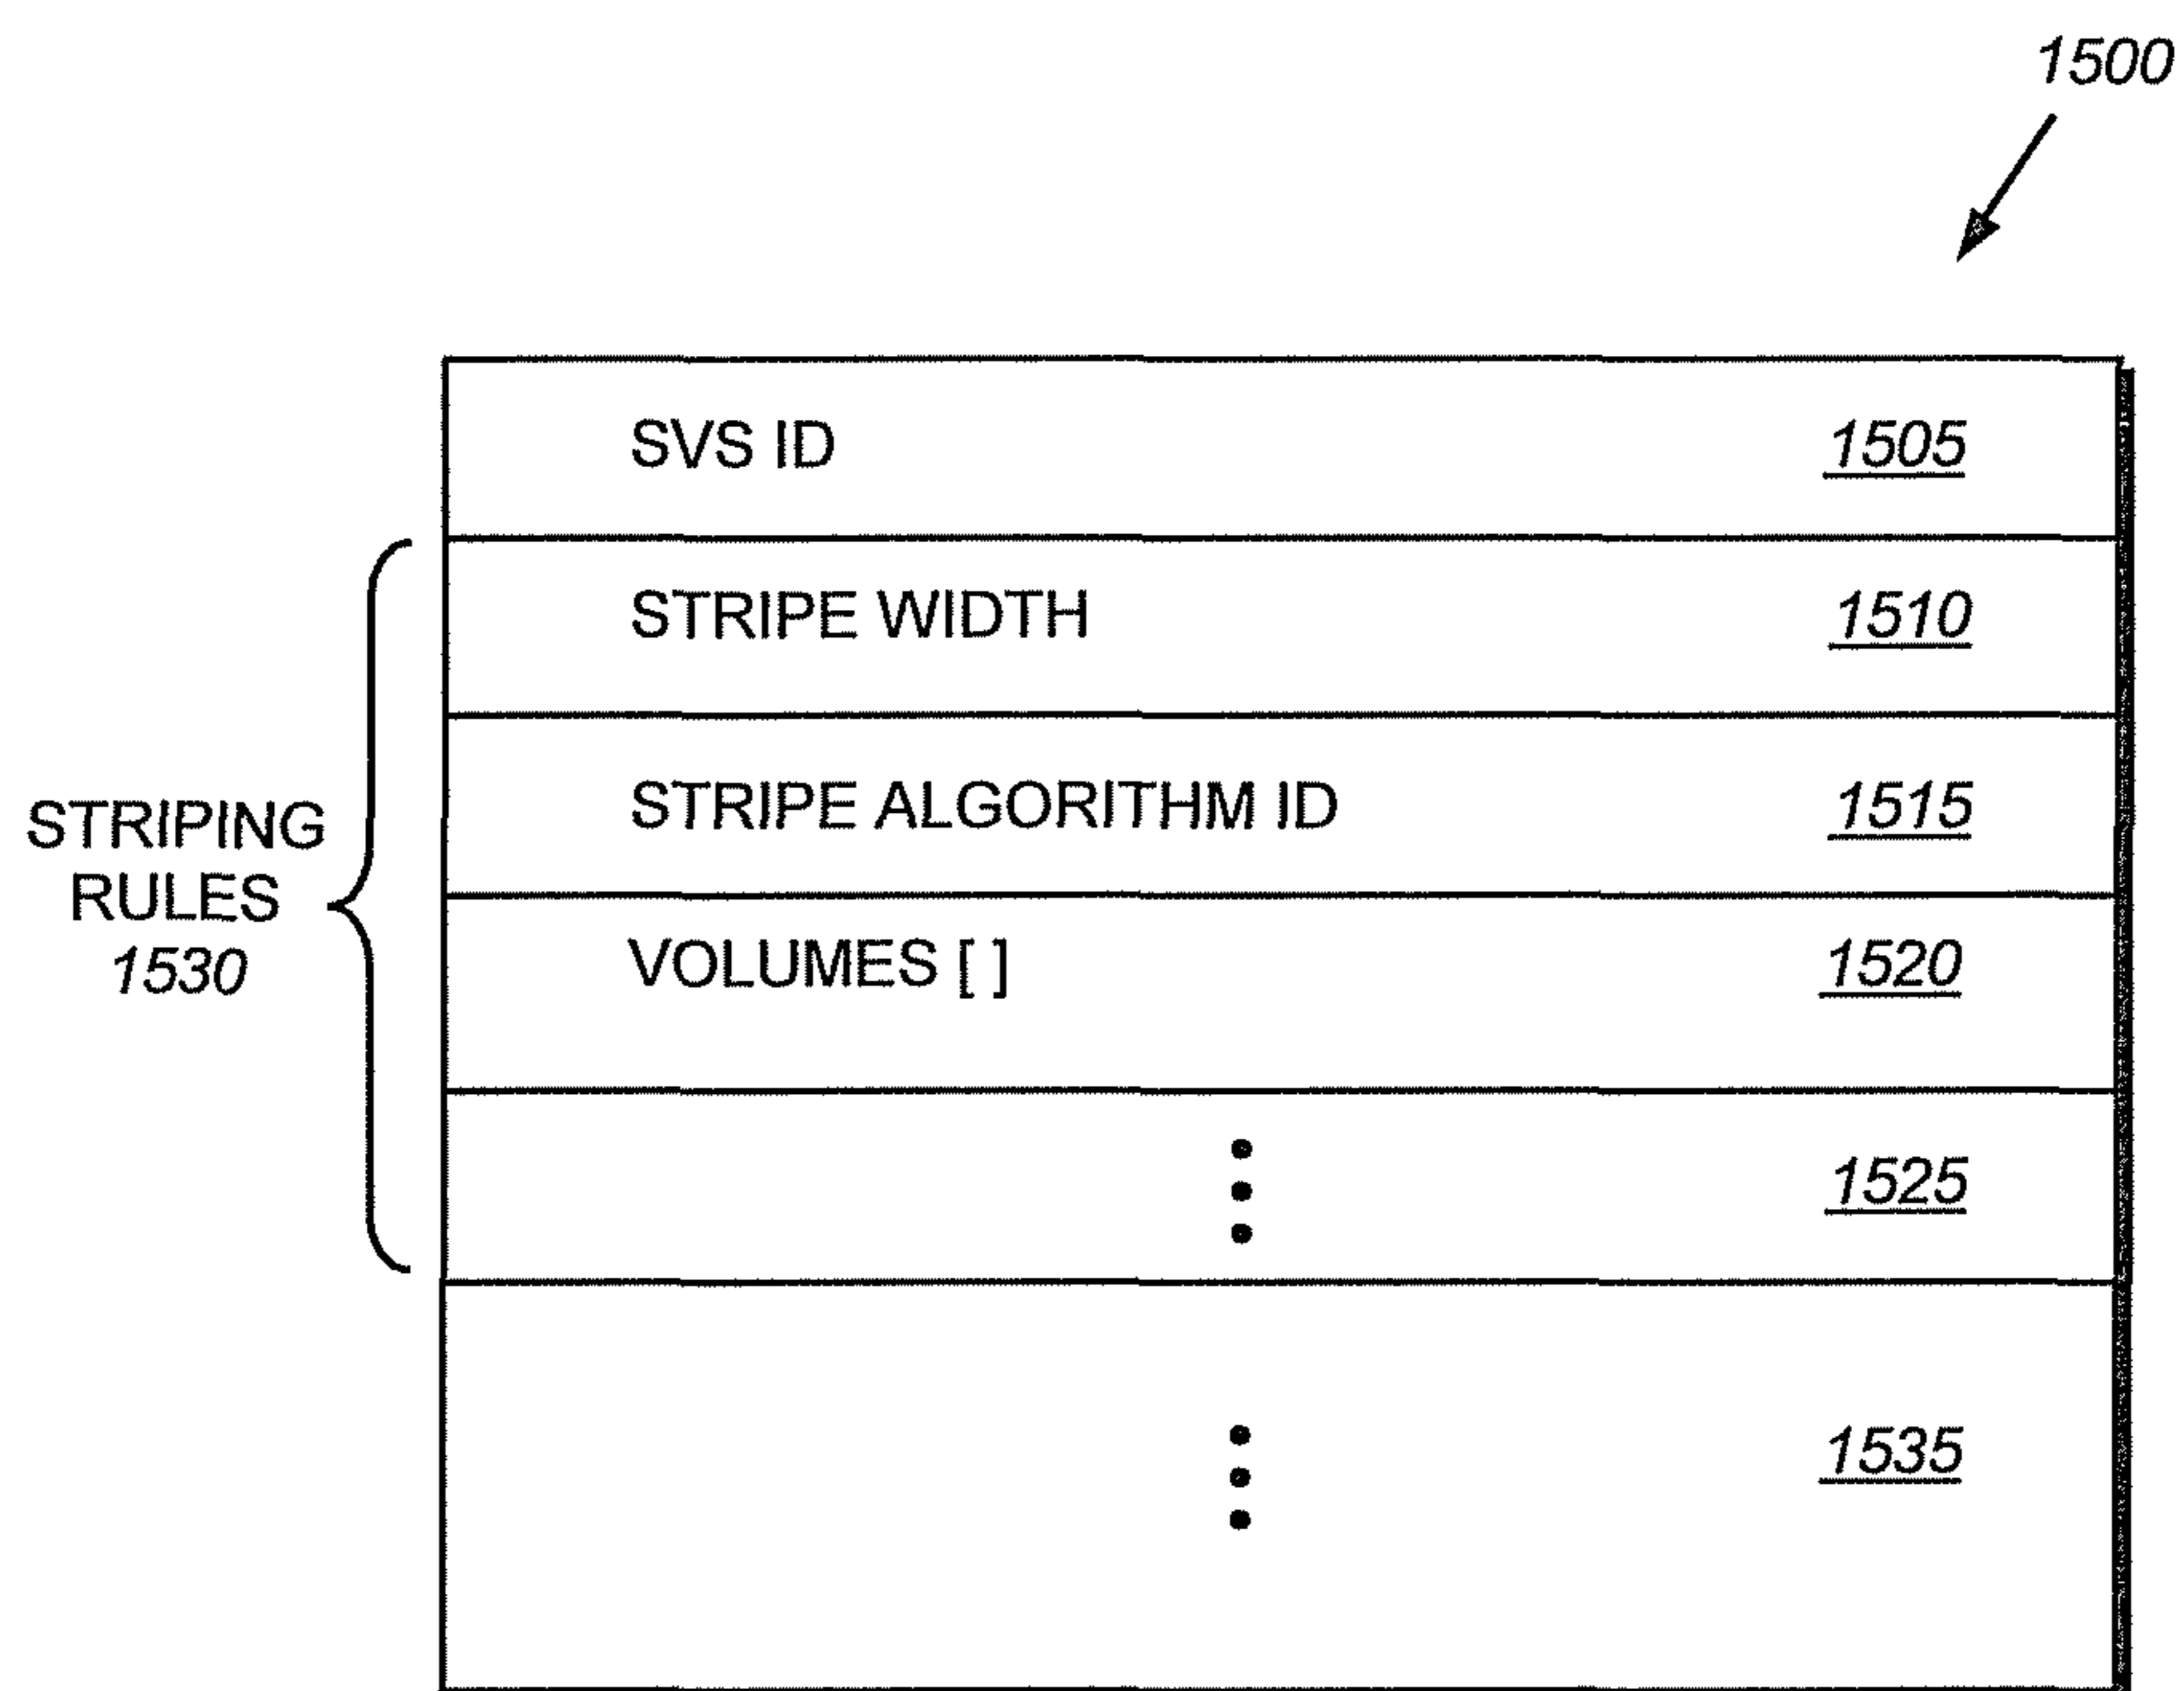 1500
SVS ID 1505
STRIPE WIDTH 1510
STRIPE ALGORITHM ID 1515
STRIPING
RULES
1530
VOLUMES [ ] 1520
1525
1535